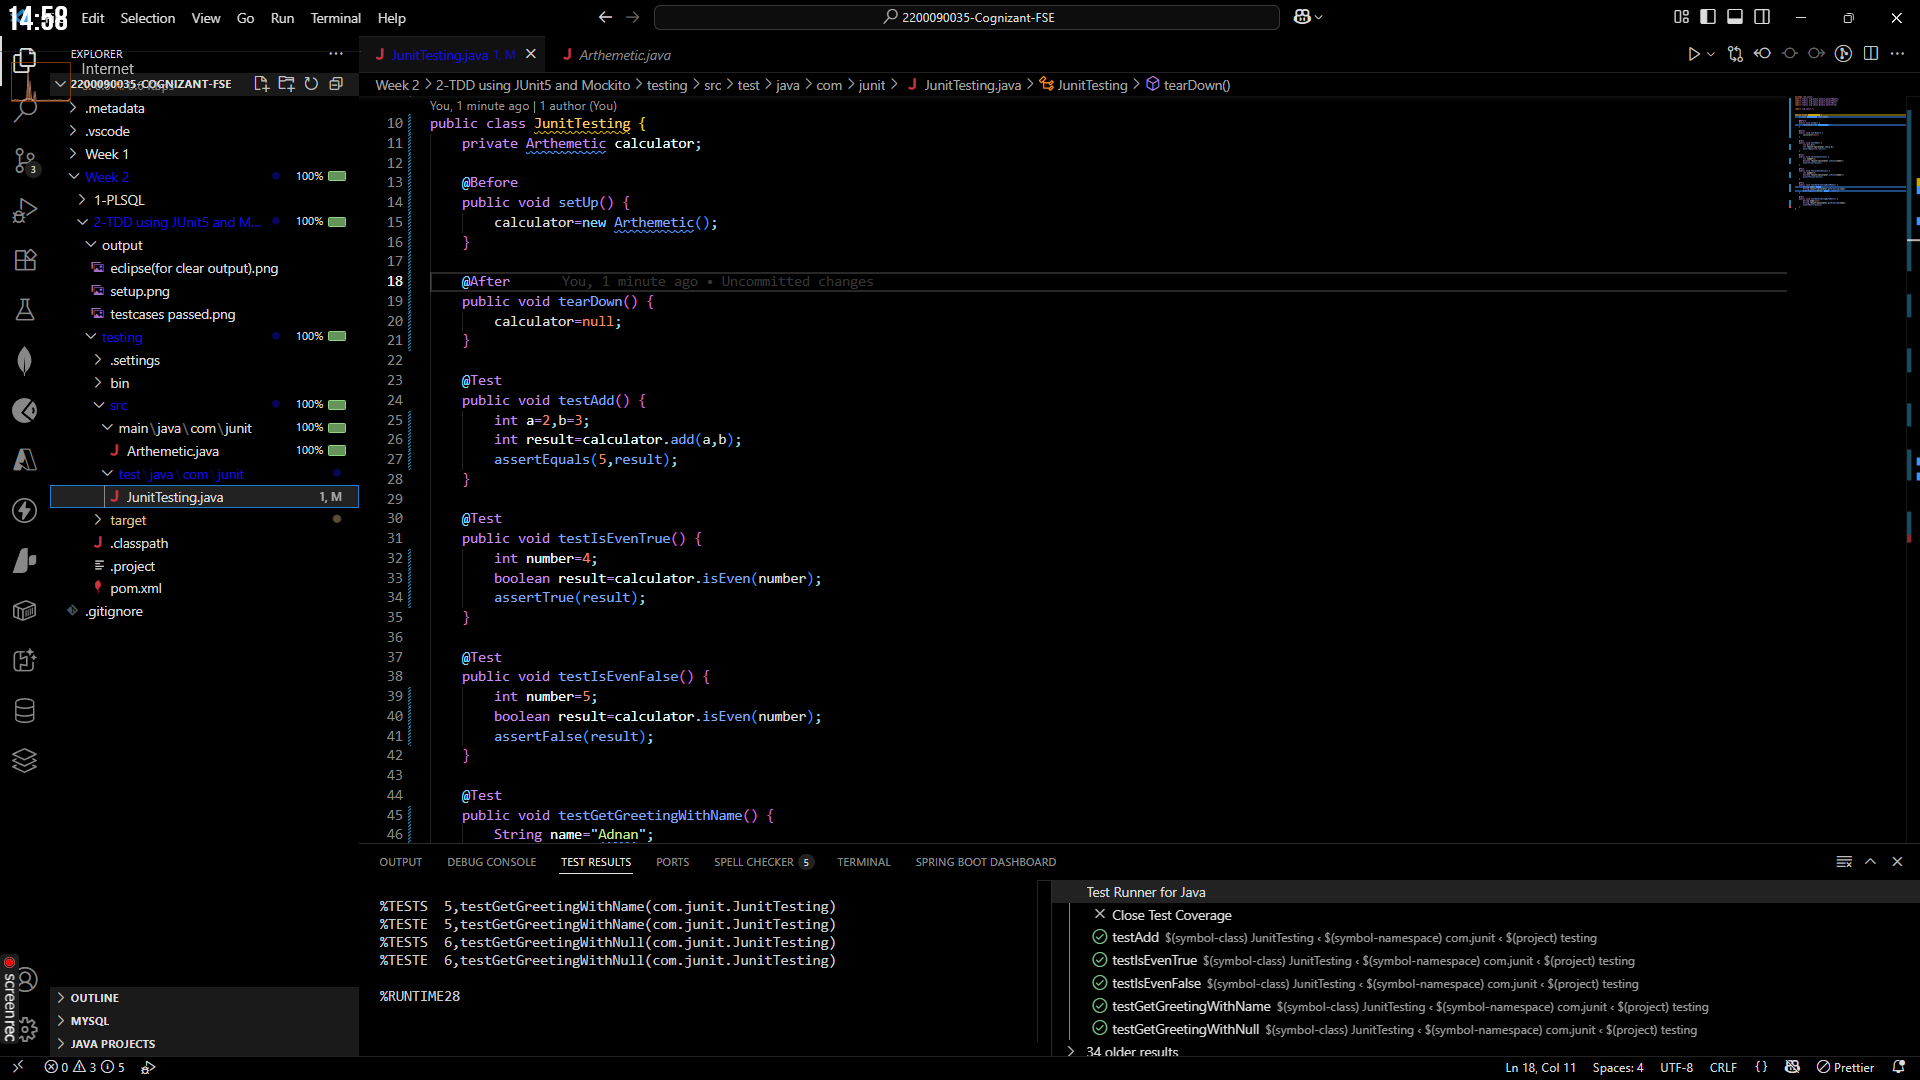 14:58
Edit Selection View Go Run Terminal Help
2200090035-Cognizant-FSE
EXPLORER
Internet
2200090035-COGNIZANT-FSE
.metadata
.vscode
Week 1
Week 2 100%
1-PLSQL
2-TDD using JUnit5 and M... 100%
output
eclipse(for clear output).png
setup.png
testcases passed.png
testing 100%
.settings
bin
src 100%
main\java\com\junit 100%
Arthemetic.java 100%
test\java\com\junit
JunitTesting.java 1, M
target
.classpath
.project
pom.xml
.gitignore
OUTLINE
MYSQL
JAVA PROJECTS
3
screenrec
JunitTesting.java 1, M
Arthemetic.java
Week 2 > 2-TDD using JUnit5 and Mockito > testing > src > test > java > com > junit > JunitTesting.java > JunitTesting > tearDown()
You, 1 minute ago | 1 author (You)
10 public class JunitTesting {
11 private Arthemetic calculator;
12
13 @Before
14 public void setUp() {
15 calculator=new Arthemetic();
16 }
17
18 @After You, 1 minute ago • Uncommitted changes
19 public void tearDown() {
20 calculator=null;
21 }
22
23 @Test
24 public void testAdd() {
25 int a=2,b=3;
26 int result=calculator.add(a,b);
27 assertEquals(5,result);
28 }
29
30 @Test
31 public void testIsEvenTrue() {
32 int number=4;
33 boolean result=calculator.isEven(number);
34 assertTrue(result);
35 }
36
37 @Test
38 public void testIsEvenFalse() {
39 int number=5;
40 boolean result=calculator.isEven(number);
41 assertFalse(result);
42 }
43
44 @Test
45 public void testGetGreetingWithName() {
46 String name="Adnan";
OUTPUT DEBUG CONSOLE TEST RESULTS PORTS SPELL CHECKER 5 TERMINAL SPRING BOOT DASHBOARD
%TESTS 5,testGetGreetingWithName(com.junit.JunitTesting)
%TESTE 5,testGetGreetingWithName(com.junit.JunitTesting)
%TESTS 6,testGetGreetingWithNull(com.junit.JunitTesting)
%TESTE 6,testGetGreetingWithNull(com.junit.JunitTesting)
%RUNTIME28
Test Runner for Java
Close Test Coverage
testAdd $(symbol-class) JunitTesting ‹ $(symbol-namespace) com.junit ‹ $(project) testing
testIsEvenTrue $(symbol-class) JunitTesting ‹ $(symbol-namespace) com.junit ‹ $(project) testing
testIsEvenFalse $(symbol-class) JunitTesting ‹ $(symbol-namespace) com.junit ‹ $(project) testing
testGetGreetingWithName $(symbol-class) JunitTesting ‹ $(symbol-namespace) com.junit ‹ $(project) testing
testGetGreetingWithNull $(symbol-class) JunitTesting ‹ $(symbol-namespace) com.junit ‹ $(project) testing
34 older results
0 3 5
Ln 18, Col 11 Spaces: 4 UTF-8 CRLF {} Prettier